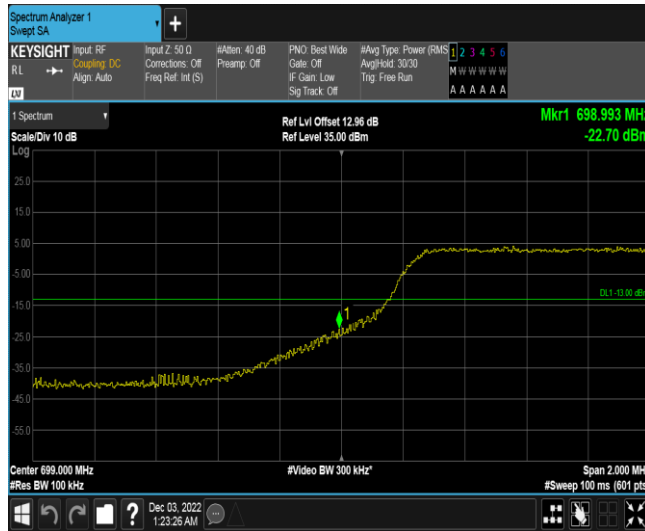 Spectrum Analyzer 1
Swept SA
+
KEYSIGHT
RL
LXI
Input: RF
Coupling: DC
Align: Auto
Input Z: 50 Ω
Corrections: Off
Freq Ref: Int (S)
#Atten: 40 dB
Preamp: Off
PNO: Best Wide
Gate: Off
IF Gain: Low
Sig Track: Off
#Avg Type: Power (RMS
Avg|Hold: 30/30
Trig: Free Run
1 2 3 4 5 6
M W W W W W
A A A A A A
1 Spectrum
Scale/Div 10 dB
Ref Lvl Offset 12.96 dB
Ref Level 35.00 dBm
Mkr1 698.993 MHz
-22.70 dBm
Log
25.0
15.0
5.00
-5.00
-15.0
-25.0
-35.0
-45.0
-55.0
1
DL1 -13.00 dBm
Center 699.000 MHz
#Res BW 100 kHz
#Video BW 300 kHz*
Span 2.000 MH
#Sweep 100 ms (601 pts
?
Dec 03, 2022
1:23:26 AM